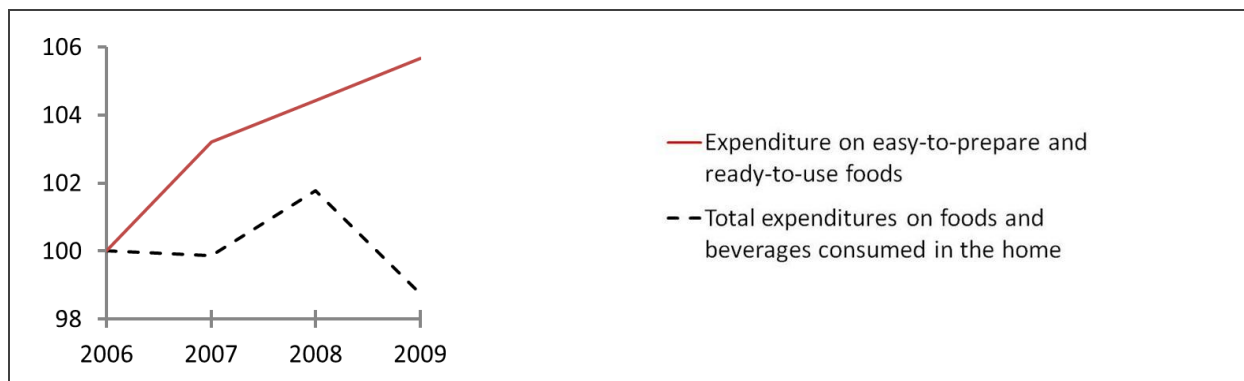 106
104
102
100
98
2006 2007 2008 2009
Expenditure on easy-to-prepare and
ready-to-use foods
Total expenditures on foods and
beverages consumed in the home